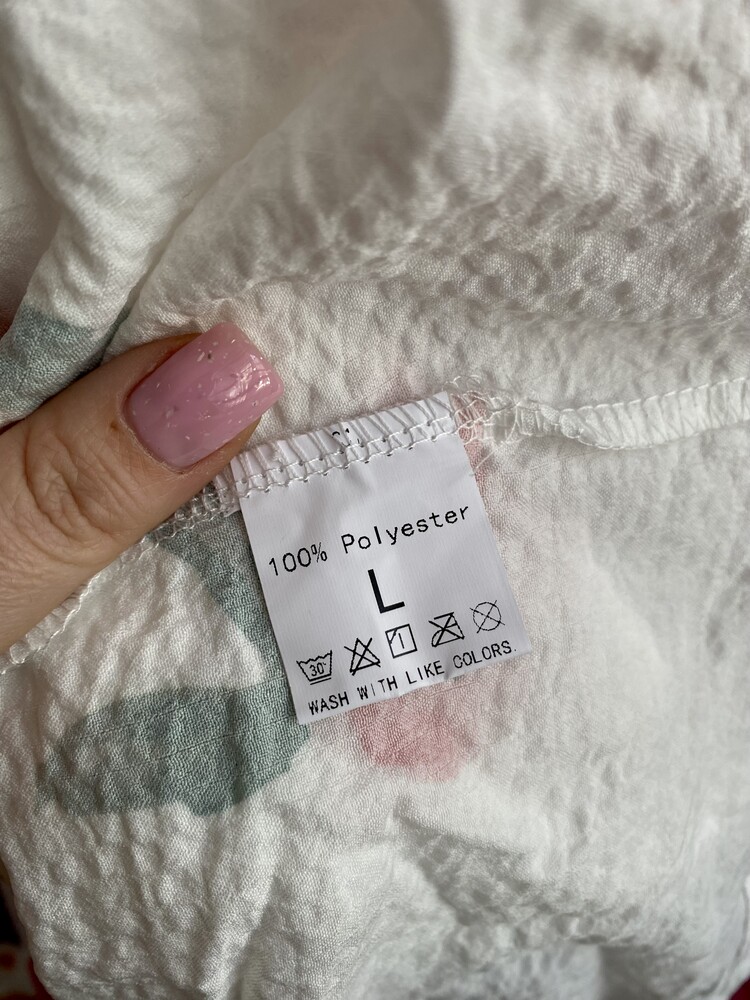 100% Polyester
L
30°
WASH WITH LIKE COLORS.